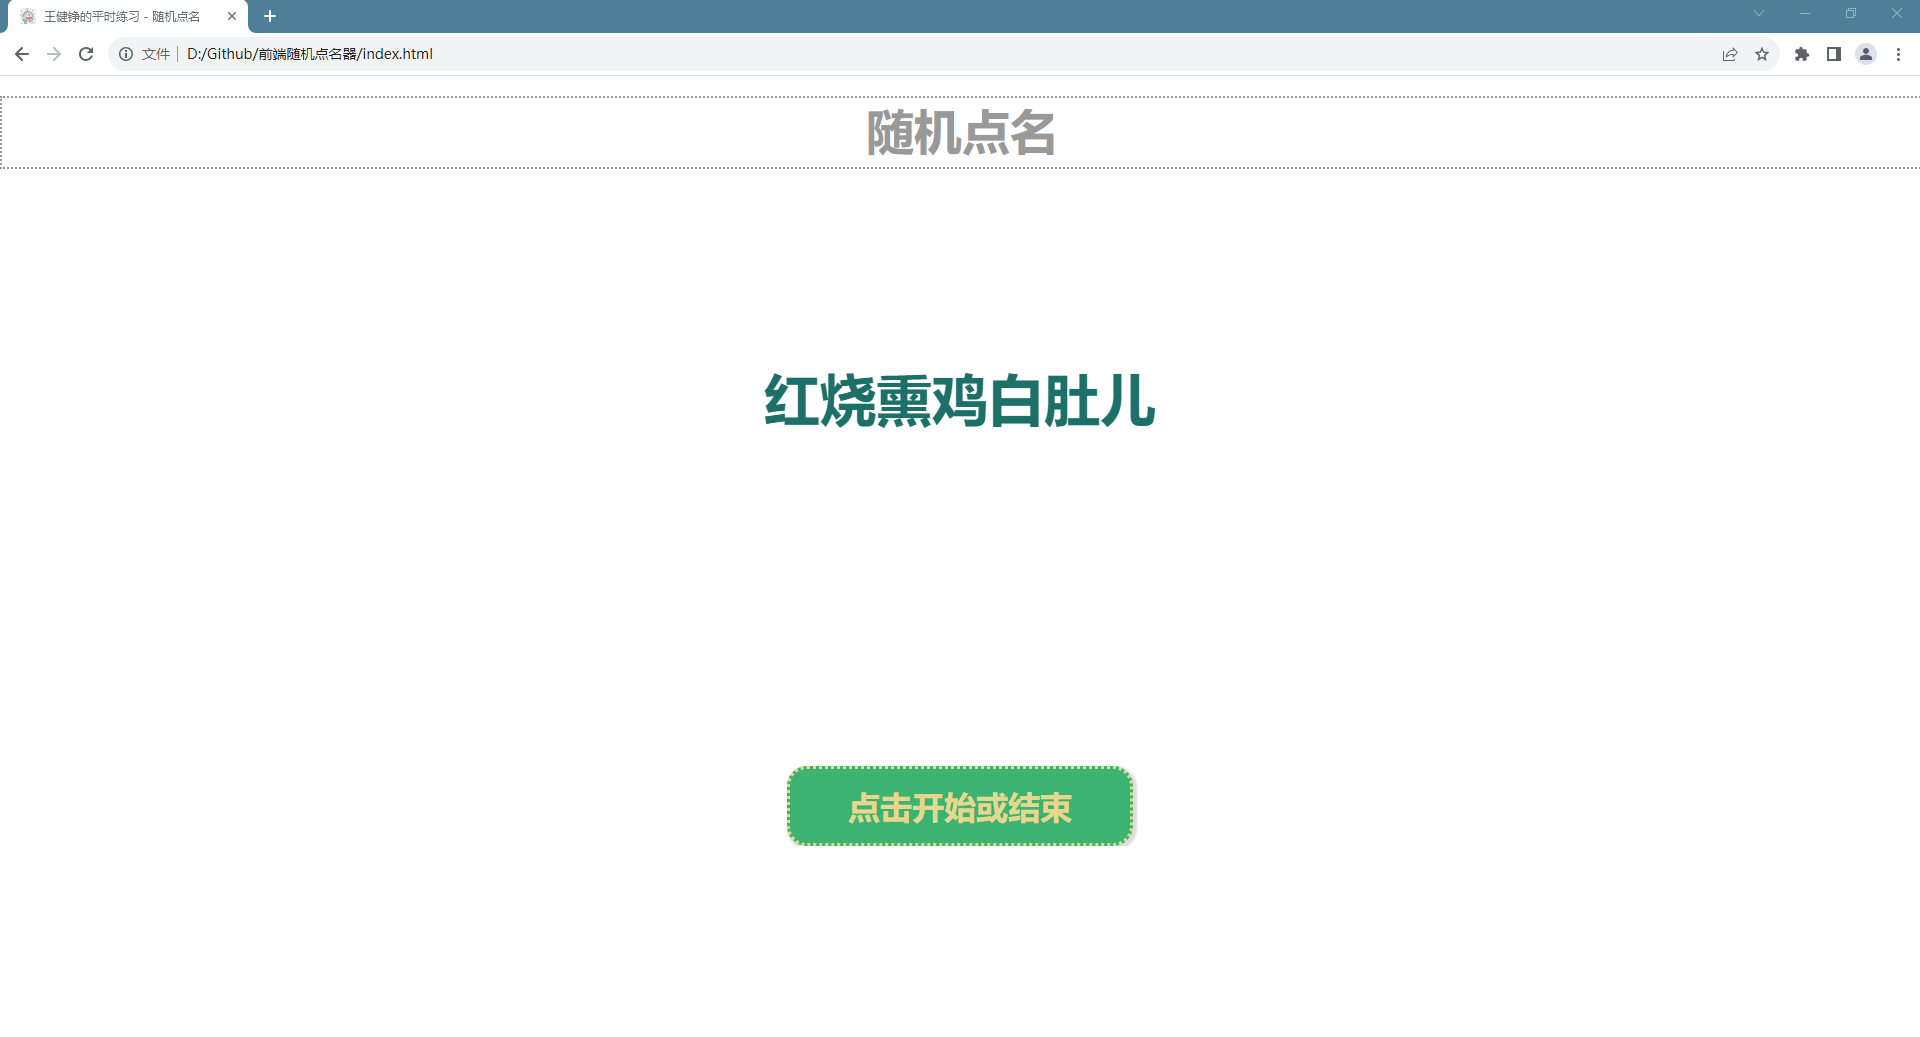 王健铮的平时练习 - 随机点名
文件 D:/Github/前端随机点名器/index.html
随机点名
红烧熏鸡白肚儿
点击开始或结束